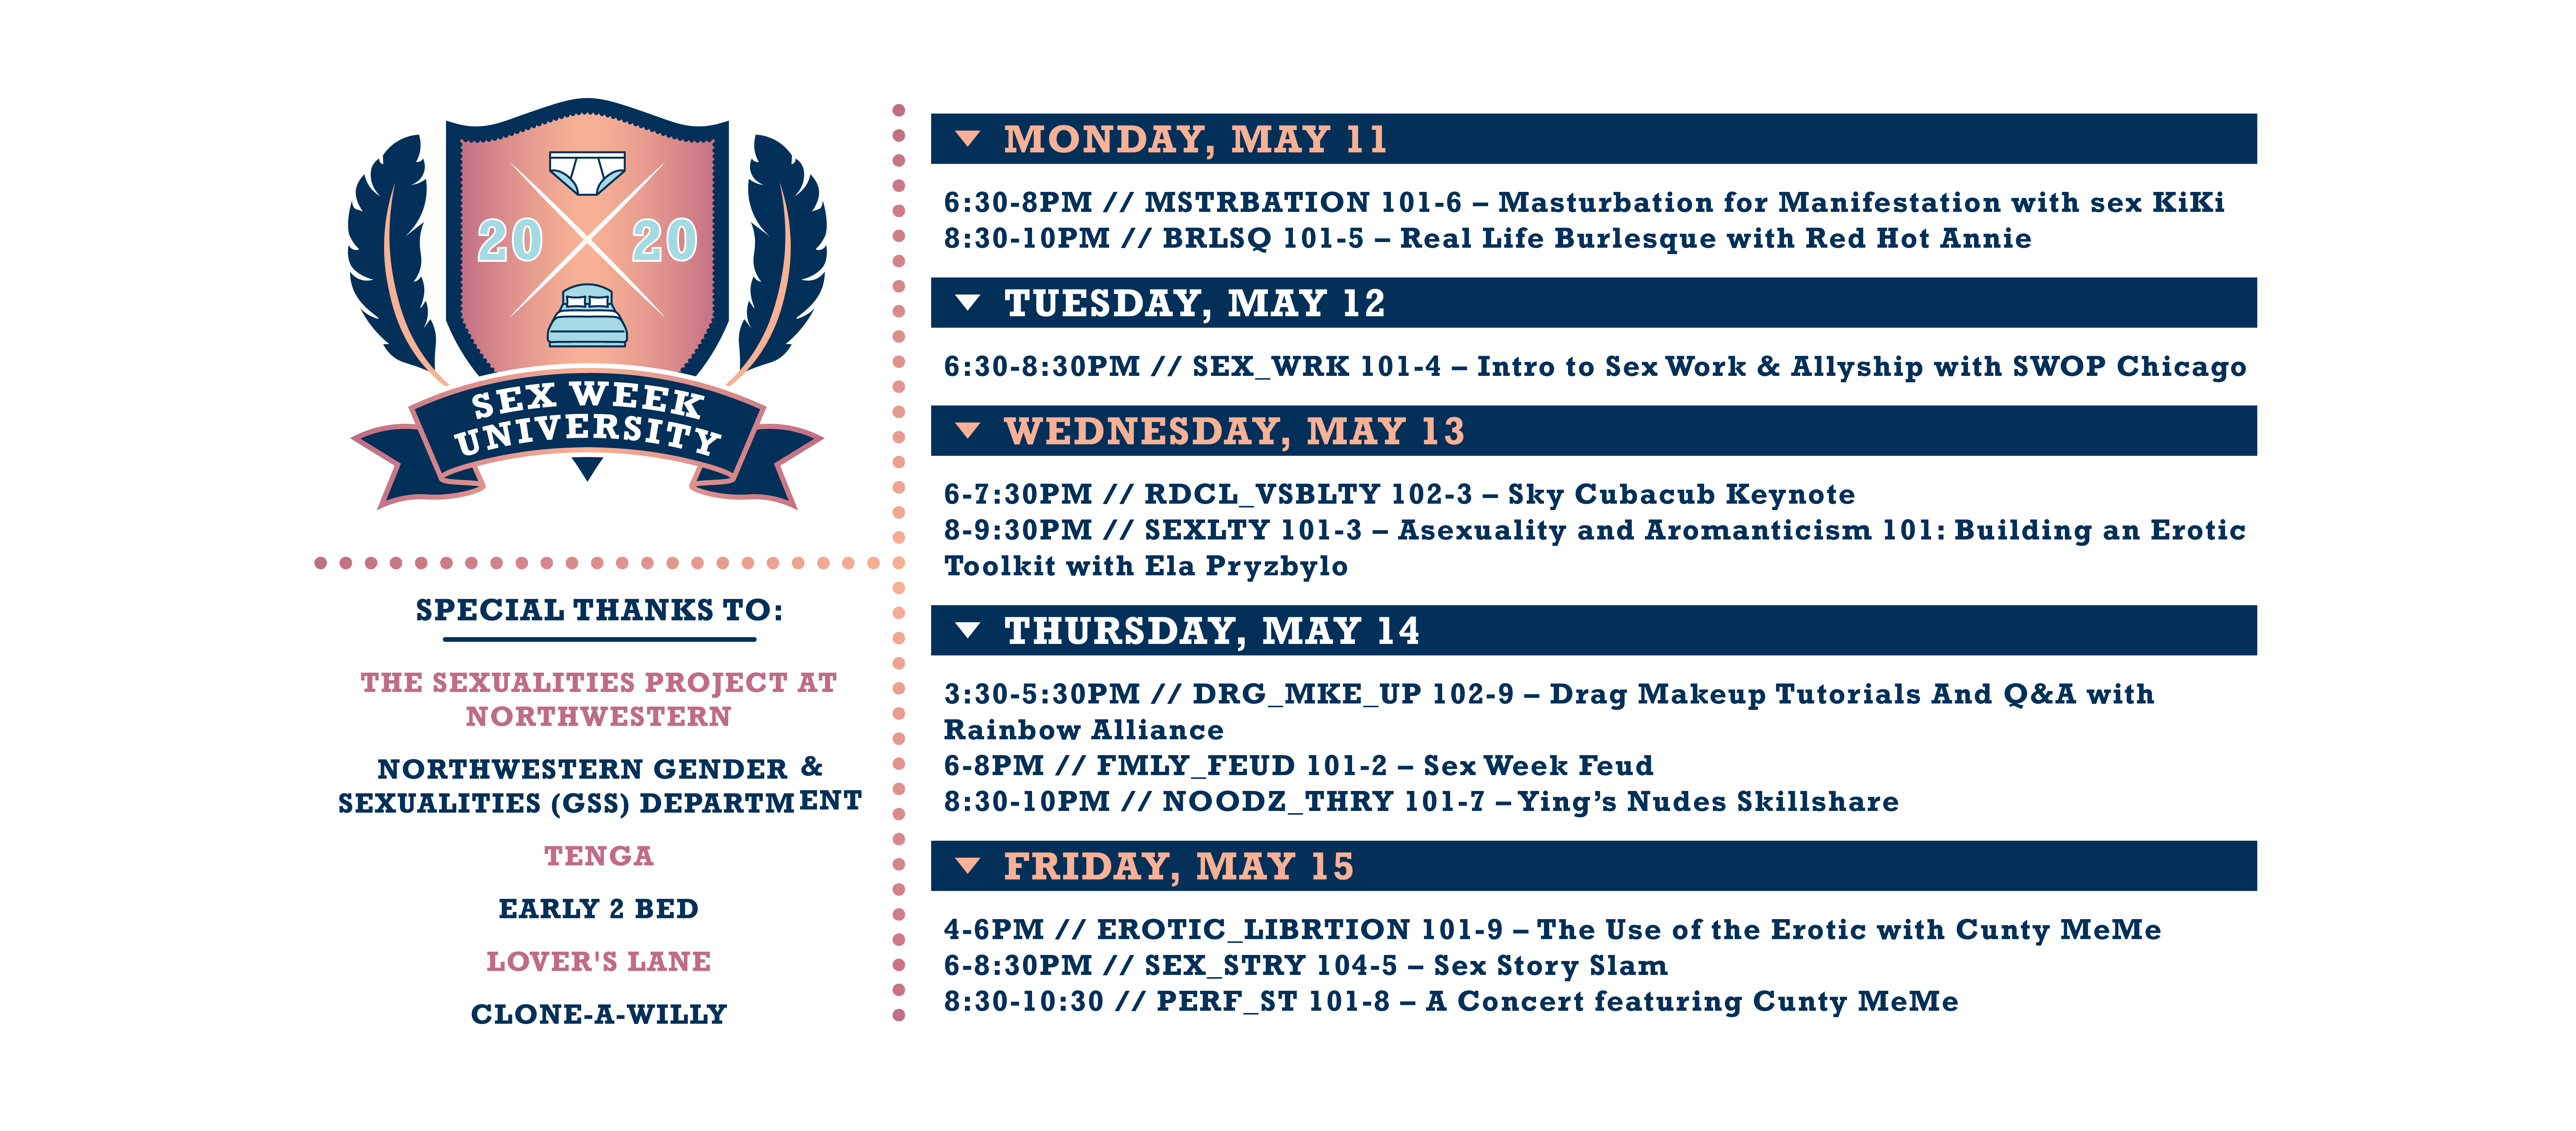 20 20
SEX WEEK
UNIVERSITY
SPECIAL THANKS TO:
THE SEXUALITIES PROJECT AT
NORTHWESTERN
NORTHWESTERN GENDER &
SEXUALITIES (GSS) DEPARTMENT
TENGA
EARLY 2 BED
LOVER'S LANE
CLONE-A-WILLY
MONDAY, MAY 11
6:30-8PM // MSTRBATION 101-6 – Masturbation for Manifestation with sex KiKi
8:30-10PM // BRLSQ 101-5 – Real Life Burlesque with Red Hot Annie
TUESDAY, MAY 12
6:30-8:30PM // SEX_WRK 101-4 – Intro to Sex Work & Allyship with SWOP Chicago
WEDNESDAY, MAY 13
6-7:30PM // RDCL_VSBLTY 102-3 – Sky Cubacub Keynote
8-9:30PM // SEXLTY 101-3 – Asexuality and Aromanticism 101: Building an Erotic
Toolkit with Ela Pryzbylo
THURSDAY, MAY 14
3:30-5:30PM // DRG_MKE_UP 102-9 – Drag Makeup Tutorials And Q&A with
Rainbow Alliance
6-8PM // FMLY_FEUD 101-2 – Sex Week Feud
8:30-10PM // NOODZ_THRY 101-7 – Ying’s Nudes Skillshare
FRIDAY, MAY 15
4-6PM // EROTIC_LIBRTION 101-9 – The Use of the Erotic with Cunty MeMe
6-8:30PM // SEX_STRY 104-5 – Sex Story Slam
8:30-10:30 // PERF_ST 101-8 – A Concert featuring Cunty MeMe